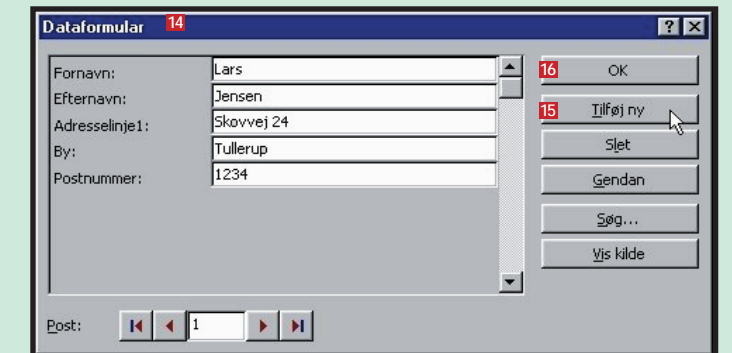 Dataformular 14
Fornavn: Lars
Efternavn: Jensen
Adresselinje1: Skovvej 24
By: Tullerup
Postnummer: 1234
16 OK
15 Tilføj ny
Slet
Gendan
Søg...
Vis kilde
Post: 1